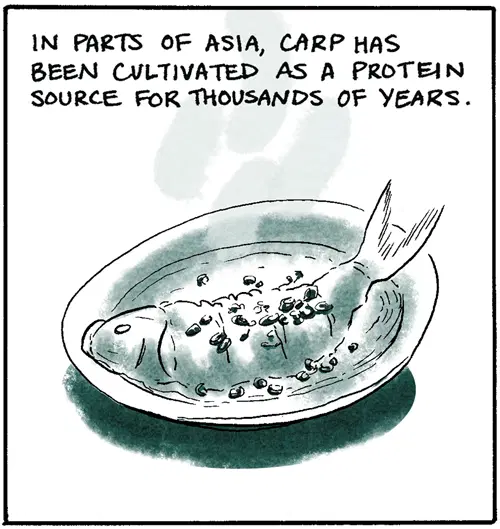 IN PARTS OF ASIA, CARP HAS
BEEN CULTIVATED AS A PROTEIN
SOURCE FOR THOUSANDS OF YEARS.